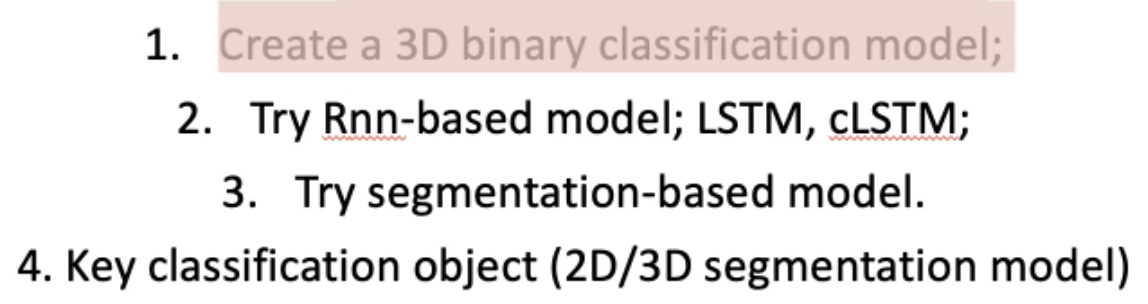 1. Create a 3D binary classification model;
2. Try Rnn-based model; LSTM, cLSTM;
3. Try segmentation-based model.
4. Key classification object (2D/3D segmentation model)